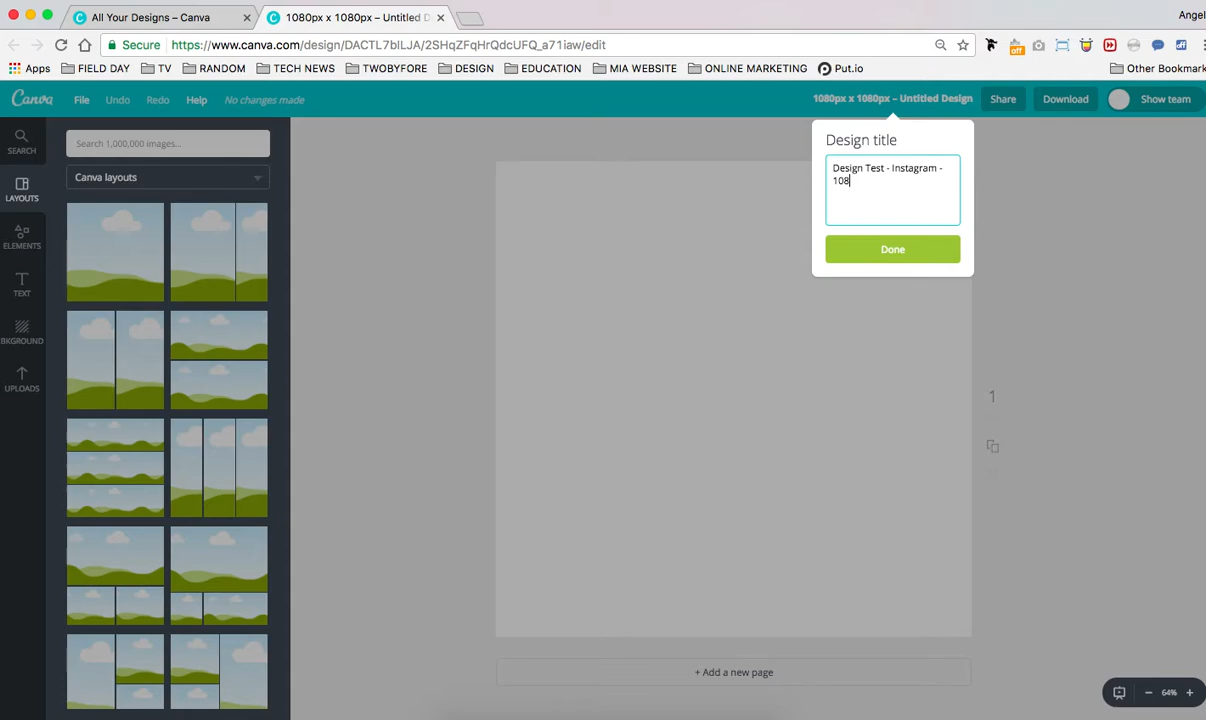 All Your Designs – Canva
1080px x 1080px – Untitled D
Angel
Secure
https://www.canva.com/design/DACTL7blLJA/2SHqZFqHrQdcUFQ_a71iaw/edit
off
Apps FIELD DAY TV RANDOM TECH NEWS TWOBYFORE DESIGN EDUCATION MIA WEBSITE ONLINE MARKETING Put.io Other Bookmark
Canva File Undo Redo Help No changes made 1080px x 1080px – Untitled Design Share Download Show team
SEARCH
LAYOUTS
ELEMENTS
TEXT
BKGROUND
UPLOADS
Search 1,000,000 images...
Canva layouts
Design title
Design Test - Instagram -
108
Done
1
+ Add a new page
64%